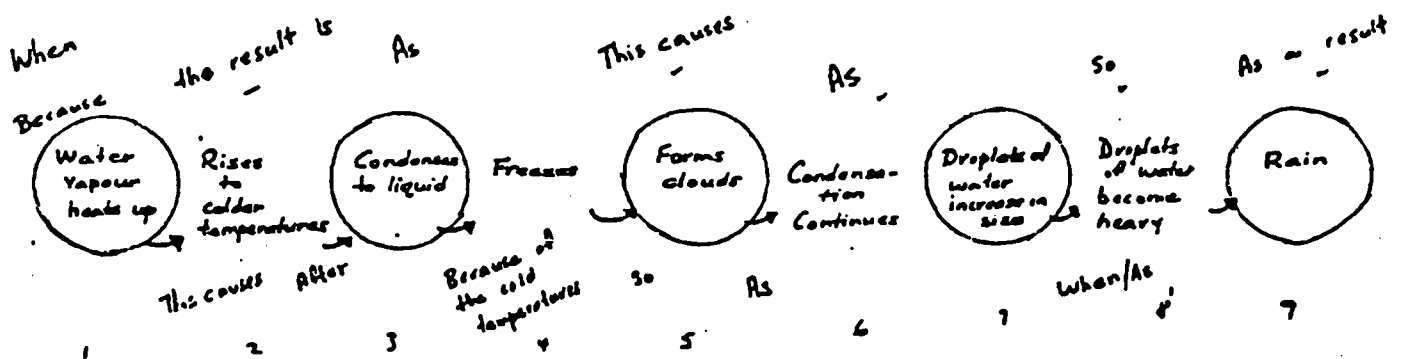 When
the result is
As
This causes
As
So
As a result
Because
Water
Vapour
heats up
Rises
to
colder
temperatures
Condenses
to liquid
Freezes
Forms
clouds
Condensa-
tion
Continues
Droplets of
water
increase in
sizes
Droplets
of water
become
heavy
Rain
This causes
After
Because of
the cold
temperatures
So
As
When/As
1
2
3
4
5
6
7
8
9